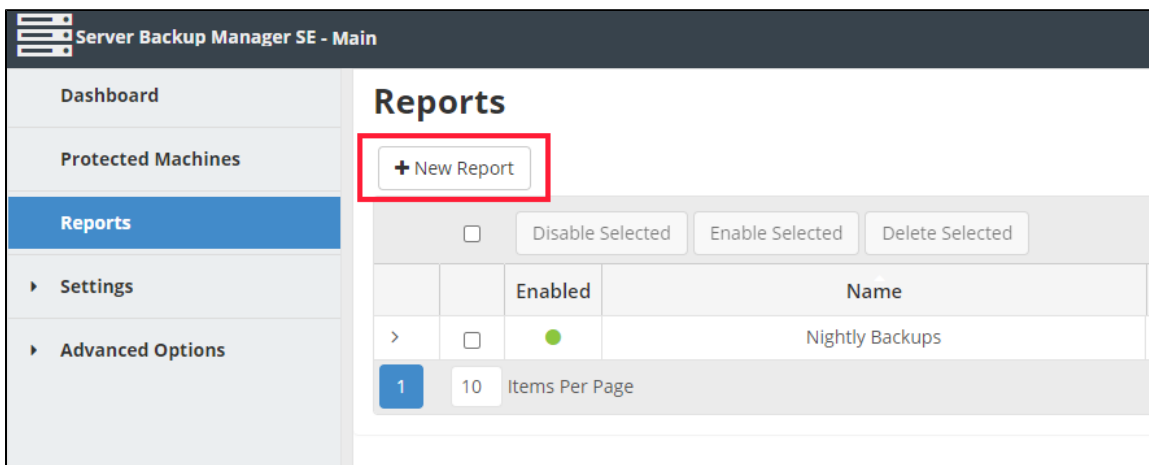 Server Backup Manager SE - Main
Dashboard
Protected Machines
Reports
Settings
Advanced Options
Reports
+ New Report
Disable Selected Enable Selected Delete Selected
Enabled Name
Nightly Backups
1 10 Items Per Page